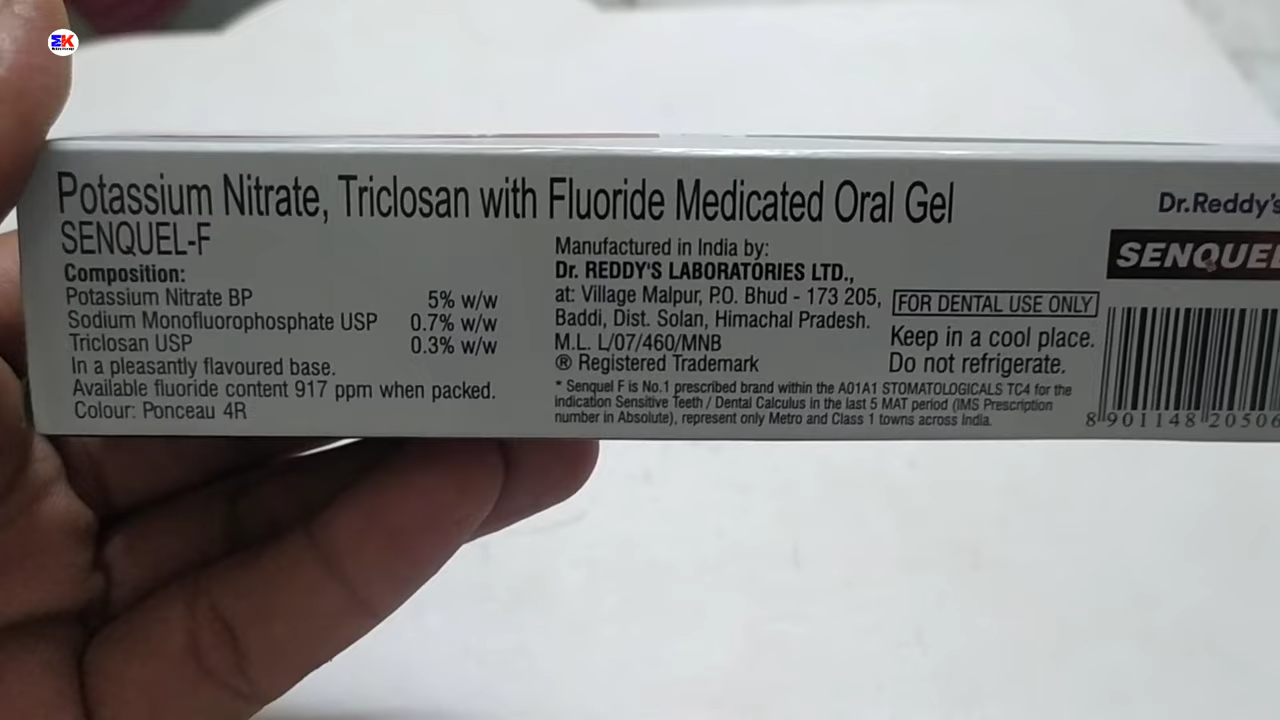 ΣK
Potassium Nitrate, Triclosan with Fluoride Medicated Oral Gel
SENQUEL-F
Composition:
Potassium Nitrate BP 5% w/w
Sodium Monofluorophosphate USP 0.7% w/w
Triclosan USP 0.3% w/w
In a pleasantly flavoured base.
Available fluoride content 917 ppm when packed.
Colour: Ponceau 4R
Manufactured in India by:
Dr. REDDY'S LABORATORIES LTD.,
at: Village Malpur, P.O. Bhud - 173 205,
Baddi, Dist. Solan, Himachal Pradesh.
M.L. L/07/460/MNB
® Registered Trademark
* Senquel F is No.1 prescribed brand within the A01A1 STOMATOLOGICALS TC4 for the
indication Sensitive Teeth / Dental Calculus in the last 5 MAT period (IMS Prescription
number in Absolute), represent only Metro and Class 1 towns across India.
FOR DENTAL USE ONLY
Keep in a cool place.
Do not refrigerate.
Dr.Reddy's
SENQUEL
8 901148 20506